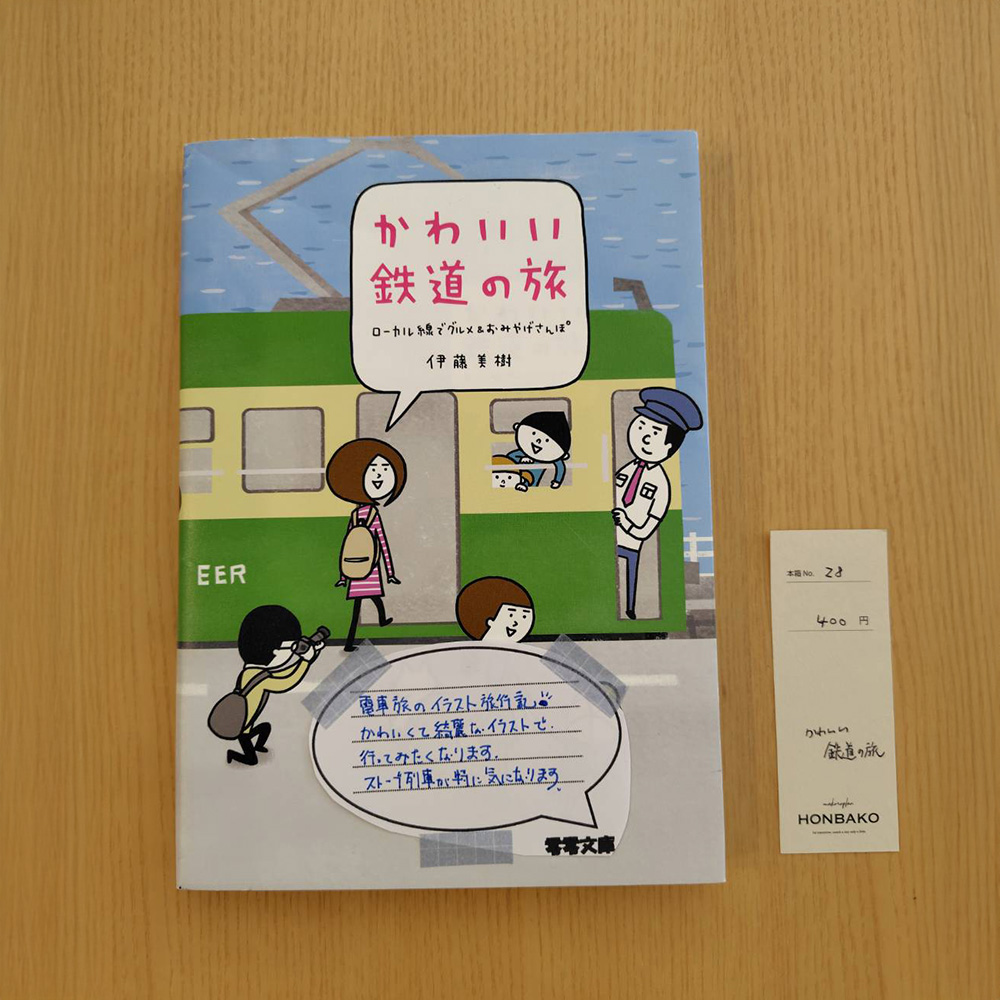 かわいい
鉄道の旅
ローカル線でグルメ&おみやげさんぽ
伊藤美樹
EER
電車旅のイラスト旅行記
かわいくて綺麗なイラストで、
行ってみたくなります。
ストーブ列車が特に気になります。
零零文庫
本箱No. 28
400 円
かわいい
鉄道の旅
HONBAKO